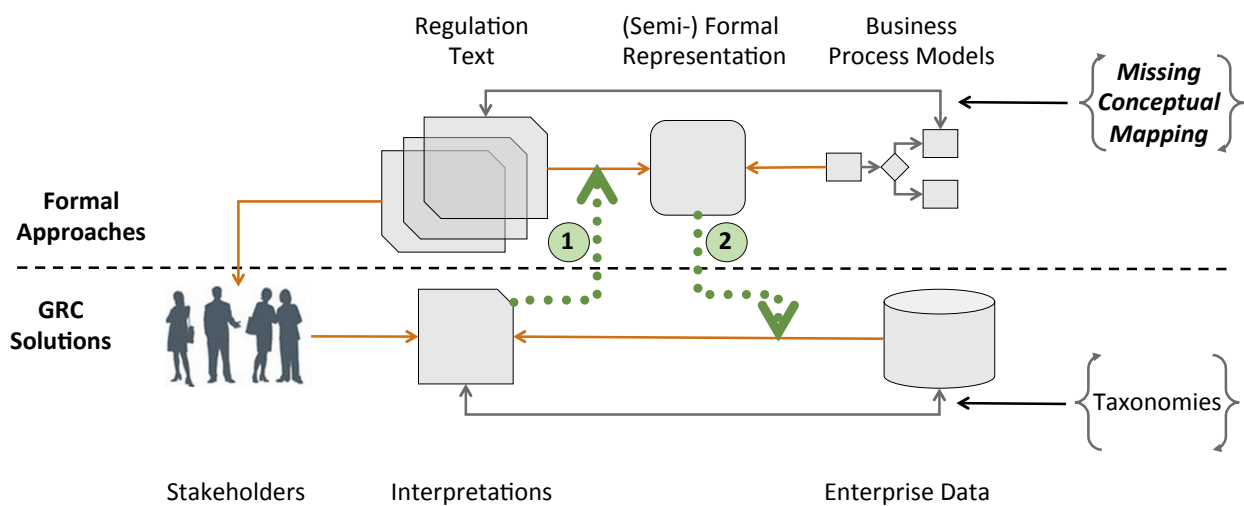 Regulation
Text
(Semi-) Formal
Representation
Business
Process Models
Missing
Conceptual
Mapping
Formal
Approaches
1
2
GRC
Solutions
Taxonomies
Stakeholders
Interpretations
Enterprise Data